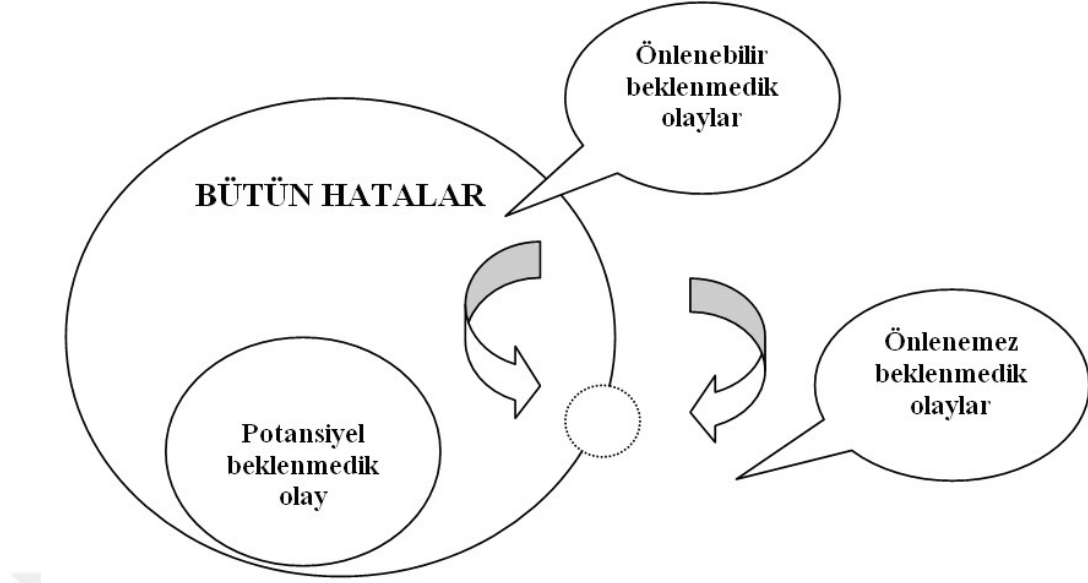 Önlenebilir
beklenmedik
olaylar
BÜTÜN HATALAR
Önlenemez
beklenmedik
olaylar
Potansiyel
beklenmedik
olay